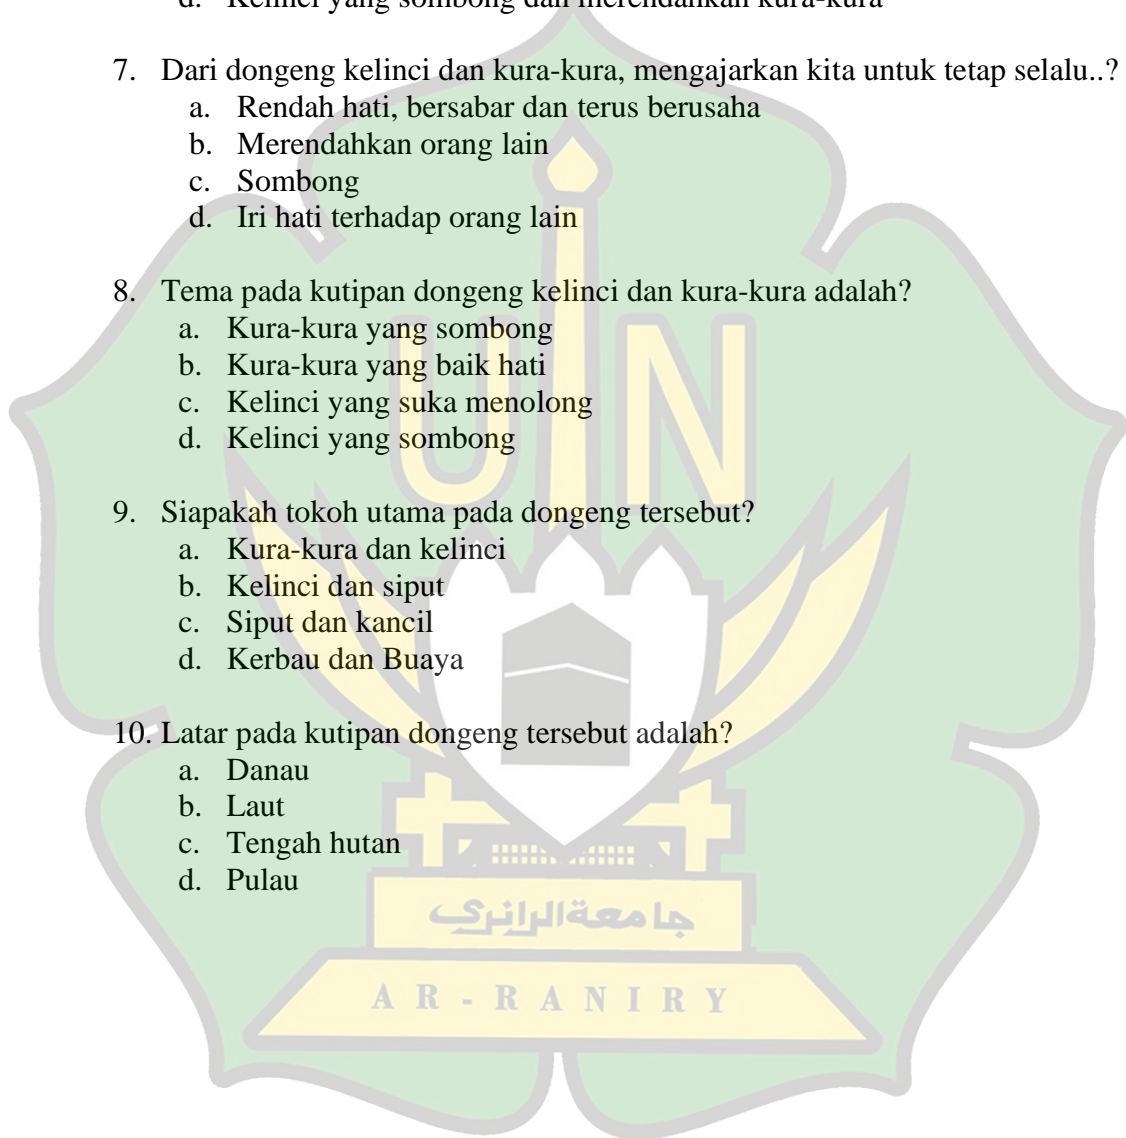 d. Kelinci yang sombong dan merendahkan kura-kura
7. Dari dongeng kelinci dan kura-kura, mengajarkan kita untuk tetap selalu..?
a. Rendah hati, bersabar dan terus berusaha
b. Merendahkan orang lain
c. Sombong
d. Iri hati terhadap orang lain
8. Tema pada kutipan dongeng kelinci dan kura-kura adalah?
a. Kura-kura yang sombong
b. Kura-kura yang baik hati
c. Kelinci yang suka menolong
d. Kelinci yang sombong
9. Siapakah tokoh utama pada dongeng tersebut?
a. Kura-kura dan kelinci
b. Kelinci dan siput
c. Siput dan kancil
d. Kerbau dan Buaya
10. Latar pada kutipan dongeng tersebut adalah?
a. Danau
b. Laut
c. Tengah hutan
d. Pulau
UIN
جامعة الرانري
AR-RANIRY